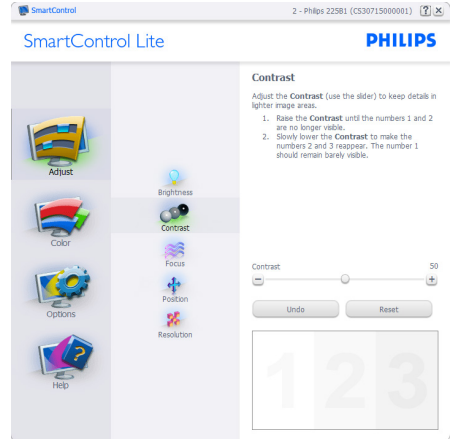 SmartControl
2 - Philips 225B1 (CS30715000001)
SmartControl Lite
PHILIPS
Adjust
Color
Options
Help
Brightness
Contrast
Focus
Position
Resolution
Contrast
Adjust the Contrast (use the slider) to keep details in
lighter image areas.
1. Raise the Contrast until the numbers 1 and 2
are no longer visible.
2. Slowly lower the Contrast to make the
numbers 2 and 3 reappear. The number 1
should remain barely visible.
Contrast 50
Undo Reset
1 2 3